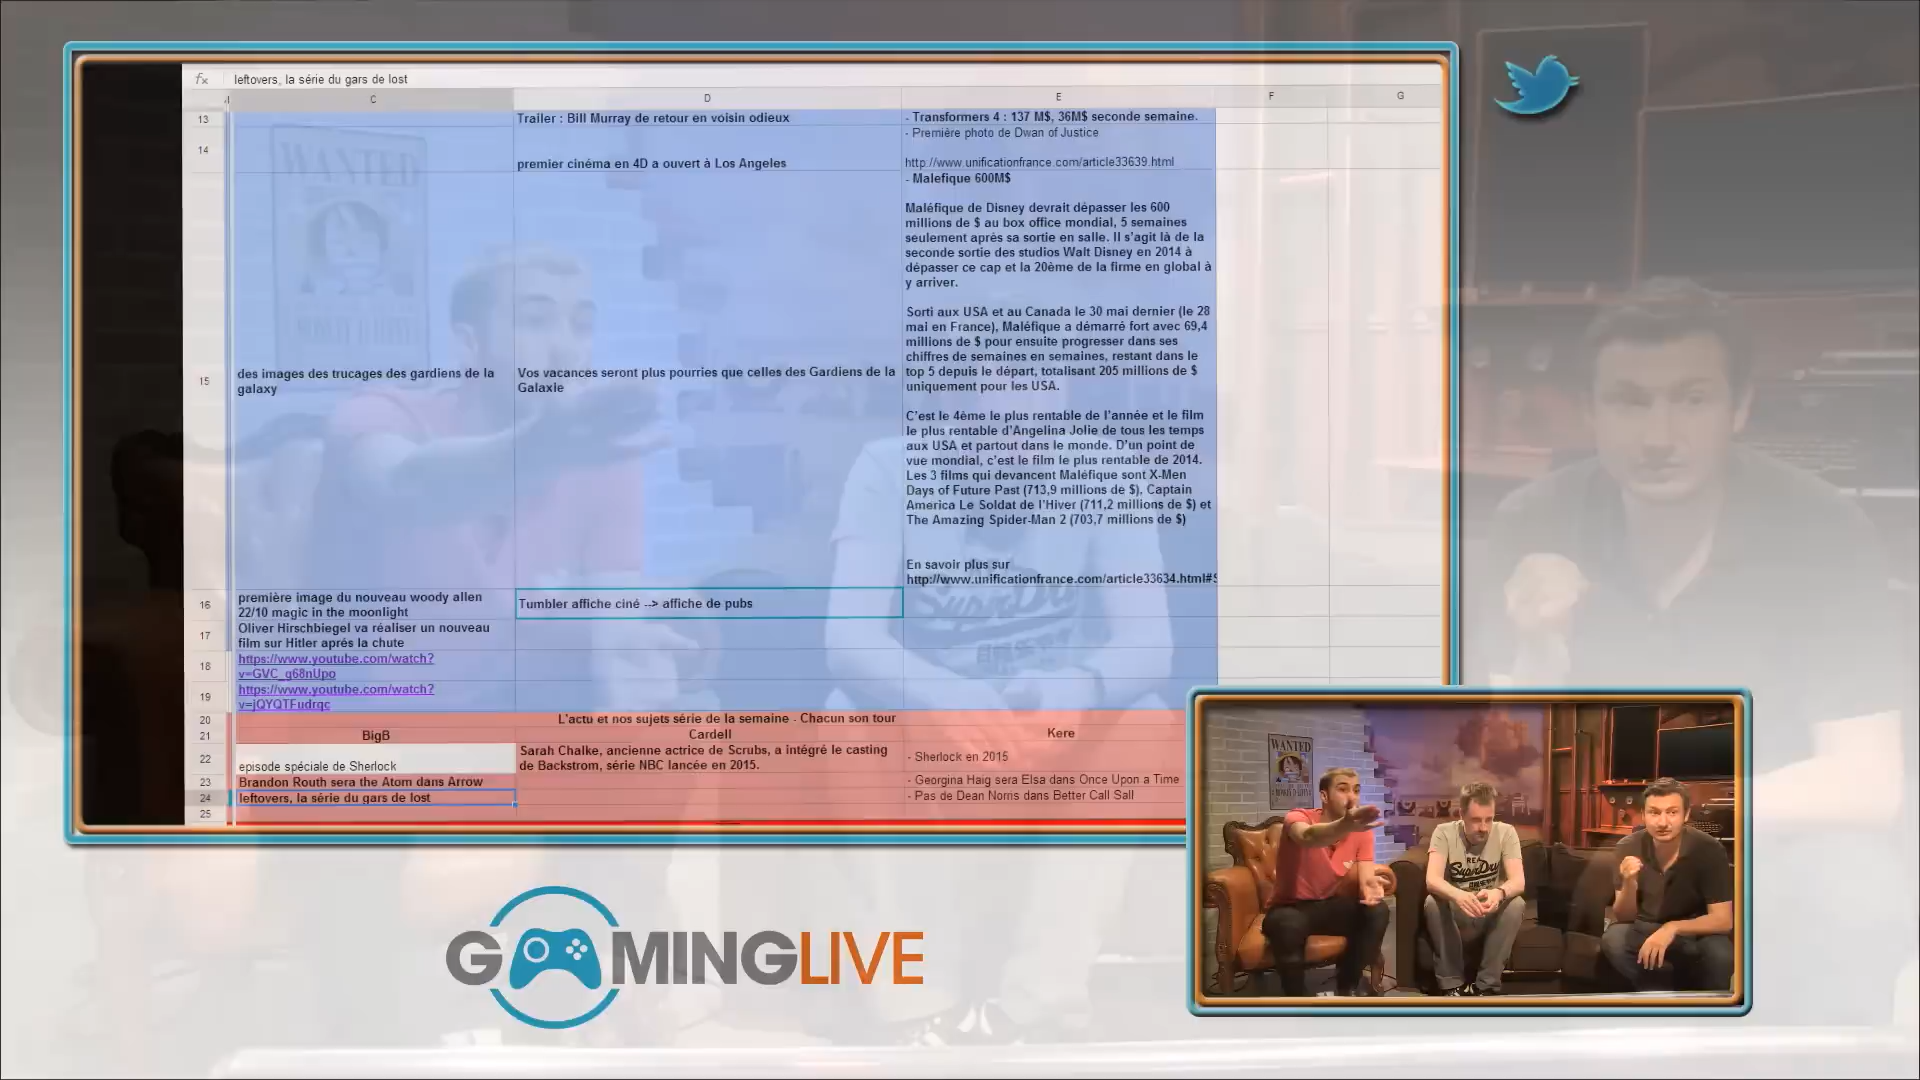 fx leftovers, la série du gars de lost
C D E F G
13 Trailer : Bill Murray de retour en voisin odieux - Transformers 4 : 137 M$, 36M$ seconde semaine.
- Première photo de Dwan of Justice
14
premier cinéma en 4D a ouvert à Los Angeles http://www.unificationfrance.com/article33639.html
- Malefique 600M$
Maléfique de Disney devrait dépasser les 600
millions de $ au box office mondial, 5 semaines
seulement après sa sortie en salle. Il s'agit là de la
seconde sortie des studios Walt Disney en 2014 à
dépasser ce cap et la 20ème de la firme en global à
y arriver.
Sorti aux USA et au Canada le 30 mai dernier (le 28
mai en France), Maléfique a démarré fort avec 69,4
millions de $ pour ensuite progresser dans ses
chiffres de semaines en semaines, restant dans le
top 5 depuis le départ, totalisant 205 millions de $
uniquement pour les USA.
15 des images des trucages des gardiens de la
galaxy
Vos vacances seront plus pourries que celles des Gardiens de la
Galaxie
C'est le 4ème le plus rentable de l'année et le film
le plus rentable d'Angelina Jolie de tous les temps
aux USA et partout dans le monde. D'un point de
vue mondial, c'est le film le plus rentable de 2014.
Les 3 films qui devancent Maléfique sont X-Men
Days of Future Past (713,9 millions de $), Captain
America Le Soldat de l'Hiver (711,2 millions de $) et
The Amazing Spider-Man 2 (703,7 millions de $)
En savoir plus sur
http://www.unificationfrance.com/article33634.html#S
16 première image du nouveau woody allen
22/10 magic in the moonlight
Tumbler affiche ciné --> affiche de pubs
17 Oliver Hirschbiegel va réaliser un nouveau
film sur Hitler aprés la chute
18 https://www.youtube.com/watch?
v=GVC_g68nUpo
19 https://www.youtube.com/watch?
v=jQYQTFudrqc
20 L'actu et nos sujets série de la semaine - Chacun son tour
21 BigB Cardell Kere
22 episode spéciale de Sherlock
Sarah Chalke, ancienne actrice de Scrubs, a intégré le casting
de Backstrom, série NBC lancée en 2015.
- Sherlock en 2015
23 Brandon Routh sera the Atom dans Arrow - Georgina Haig sera Elsa dans Once Upon a Time
24 leftovers, la série du gars de lost - Pas de Dean Norris dans Better Call Sall
25
WANTED
WANTED
SuperDry
GAMINGLIVE